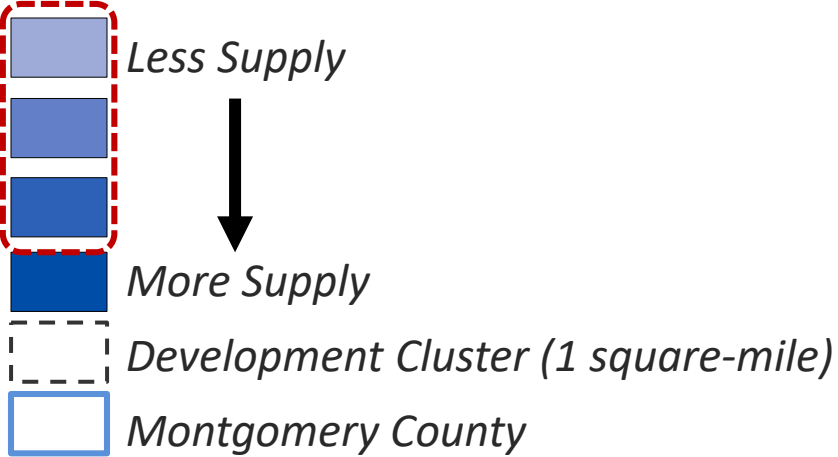 Less Supply
More Supply
Development Cluster (1 square-mile)
Montgomery County